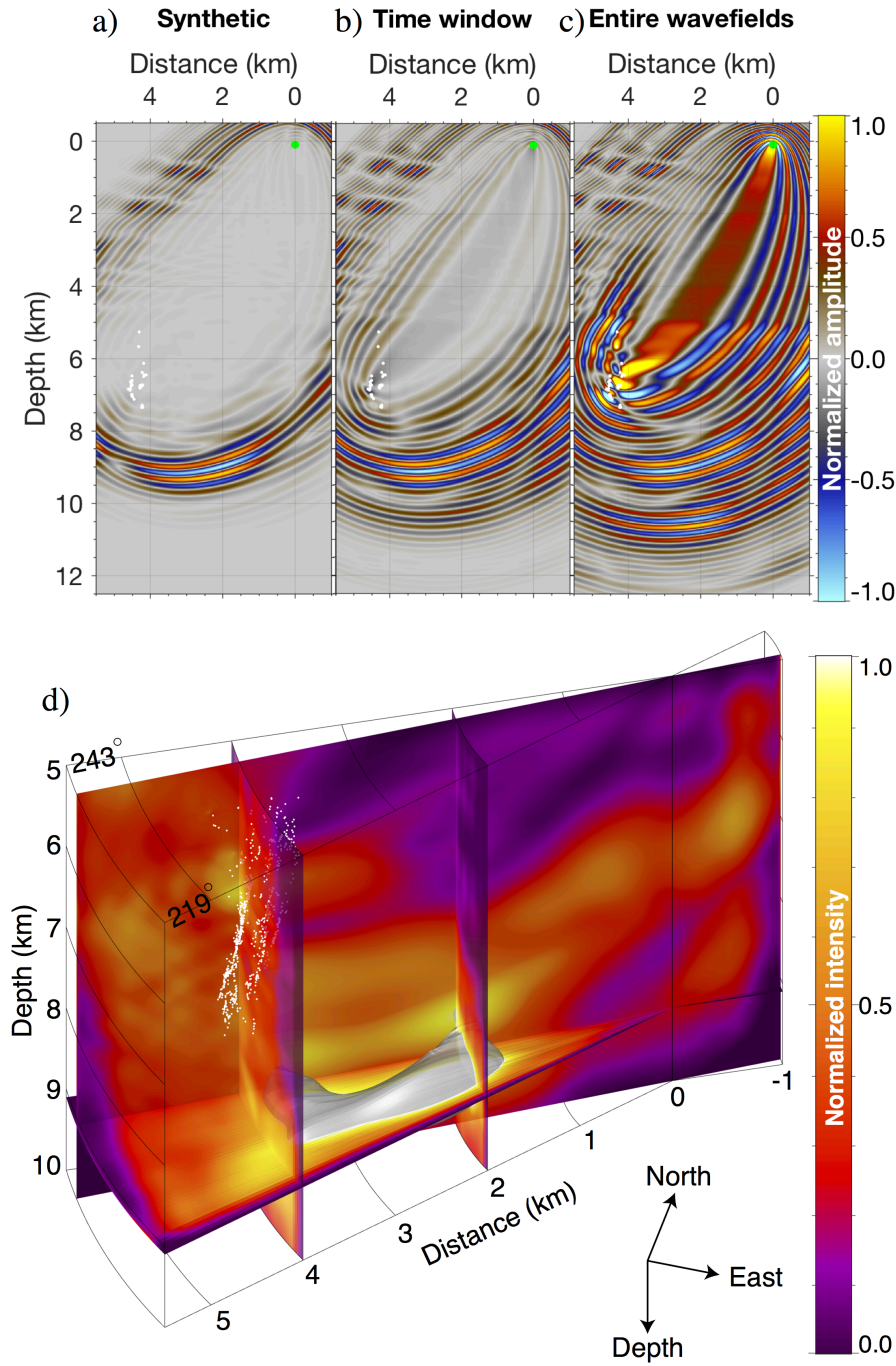 a) Synthetic b) Time window c) Entire wavefields
Distance (km) Distance (km) Distance (km)
4 2 0 4 2 0 4 2 0
Depth (km)
0
2
4
6
8
10
12
Normalized amplitude
1.0
0.5
0.0
-0.5
-1.0
d)
243°
219°
Depth (km)
5
6
7
8
9
10
Distance (km)
5
4
3
2
1
0
-1
North
East
Depth
Normalized intensity
1.0
0.5
0.0